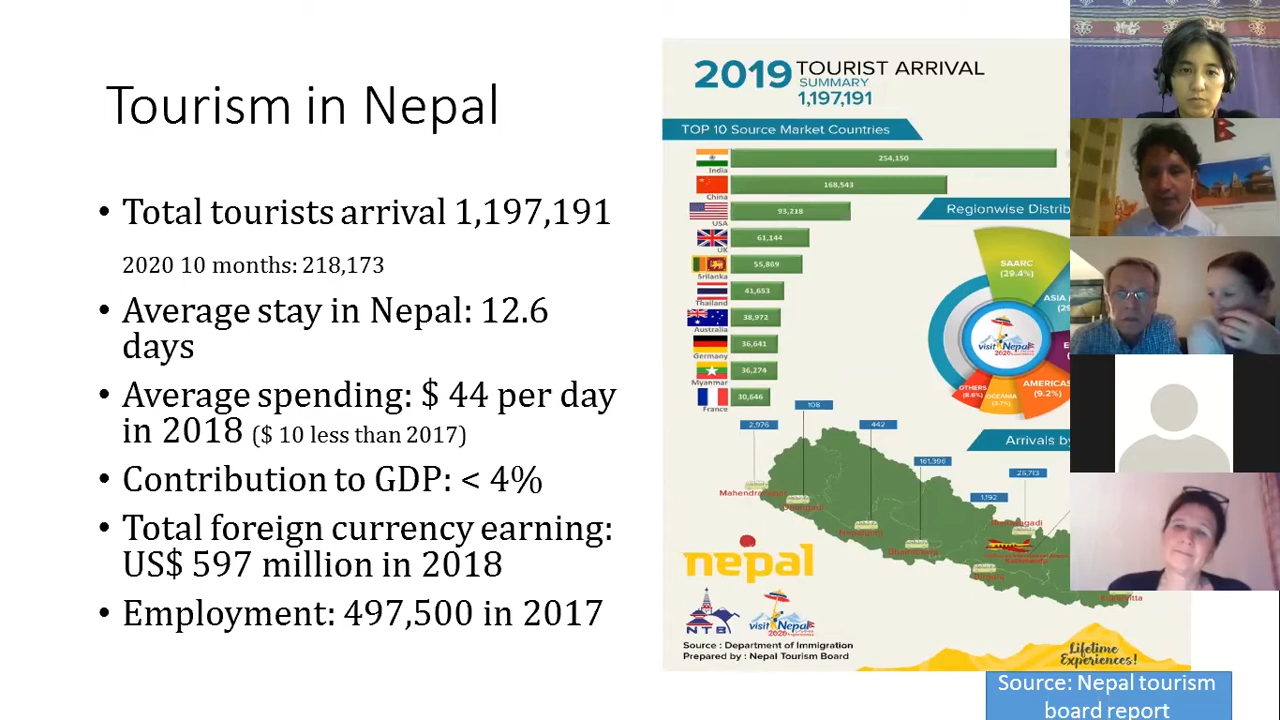 Tourism in Nepal
• Total tourists arrival 1,197,191
2020 10 months: 218,173
• Average stay in Nepal: 12.6
days
• Average spending: $ 44 per day
in 2018 ($ 10 less than 2017)
• Contribution to GDP: < 4%
• Total foreign currency earning:
US$ 597 million in 2018
• Employment: 497,500 in 2017
2019 TOURIST ARRIVAL
SUMMARY
1,197,191
TOP 10 Source Market Countries
254,150
India
168,543
China
93,218
USA
61,144
UK
55,869
Srilanka
41,653
Thailand
38,972
Australia
36,641
Germany
36,274
Myanmar
30,646
France
Regionwise Distrib
SAARC
(29.4%)
ASIA
visit Nepal
2020
AMERICAS
(9.2%)
OTHERS
(8.6%)
OCEANIA
Arrivals by
108
2,976
442
161,396
25,713
1,192
nepal
NTB
visit Nepal
2020
Source : Department of Immigration
Prepared by : Nepal Tourism Board
Lifetime
Experiences!
Source: Nepal tourism
board report